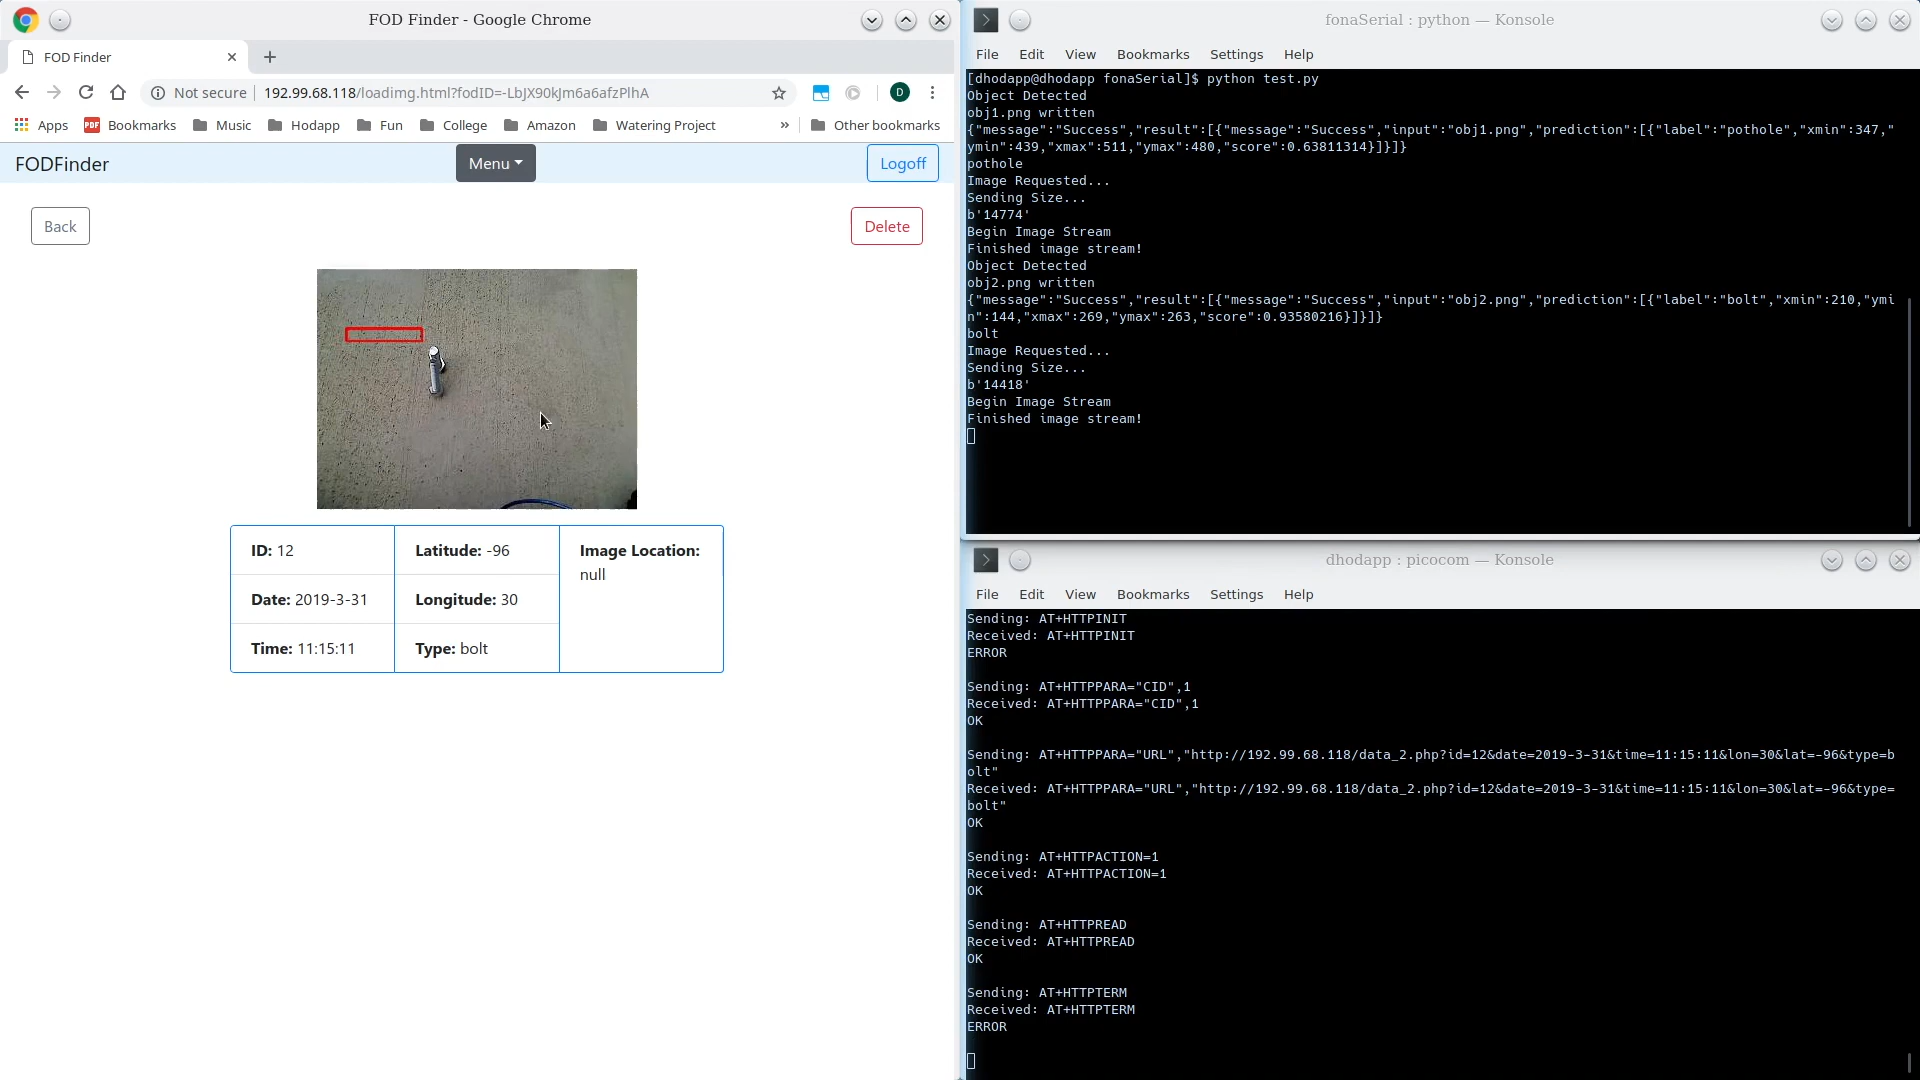 FOD Finder - Google Chrome
FOD Finder
Not secure 192.99.68.118/loadimg.html?fodID=-LbJX90kJm6a6afzPlhA
D
Apps PDF Bookmarks Music Hodapp Fun College Amazon Watering Project » Other bookmarks
FODFinder Menu Logoff
Back Delete
ID: 12
Date: 2019-3-31
Time: 11:15:11
Latitude: -96
Longitude: 30
Type: bolt
Image Location:
null
fonaSerial : python — Konsole
File Edit View Bookmarks Settings Help
[dhodapp@dhodapp fonaSerial]$ python test.py
Object Detected
obj1.png written
{"message":"Success","result":[{"message":"Success","input":"obj1.png","prediction":[{"label":"pothole","xmin":347,"
ymin":439,"xmax":511,"ymax":480,"score":0.63811314}]}]}
pothole
Image Requested...
Sending Size...
b'14774'
Begin Image Stream
Finished image stream!
Object Detected
obj2.png written
{"message":"Success","result":[{"message":"Success","input":"obj2.png","prediction":[{"label":"bolt","xmin":210,"ymi
n":144,"xmax":269,"ymax":263,"score":0.93580216}]}]}
bolt
Image Requested...
Sending Size...
b'14418'
Begin Image Stream
Finished image stream!
dhodapp : picocom — Konsole
File Edit View Bookmarks Settings Help
Sending: AT+HTTPINIT
Received: AT+HTTPINIT
ERROR
Sending: AT+HTTPPARA="CID",1
Received: AT+HTTPPARA="CID",1
OK
Sending: AT+HTTPPARA="URL","http://192.99.68.118/data_2.php?id=12&date=2019-3-31&time=11:15:11&lon=30&lat=-96&type=b
olt"
Received: AT+HTTPPARA="URL","http://192.99.68.118/data_2.php?id=12&date=2019-3-31&time=11:15:11&lon=30&lat=-96&type=
bolt"
OK
Sending: AT+HTTPACTION=1
Received: AT+HTTPACTION=1
OK
Sending: AT+HTTPREAD
Received: AT+HTTPREAD
OK
Sending: AT+HTTPTERM
Received: AT+HTTPTERM
ERROR